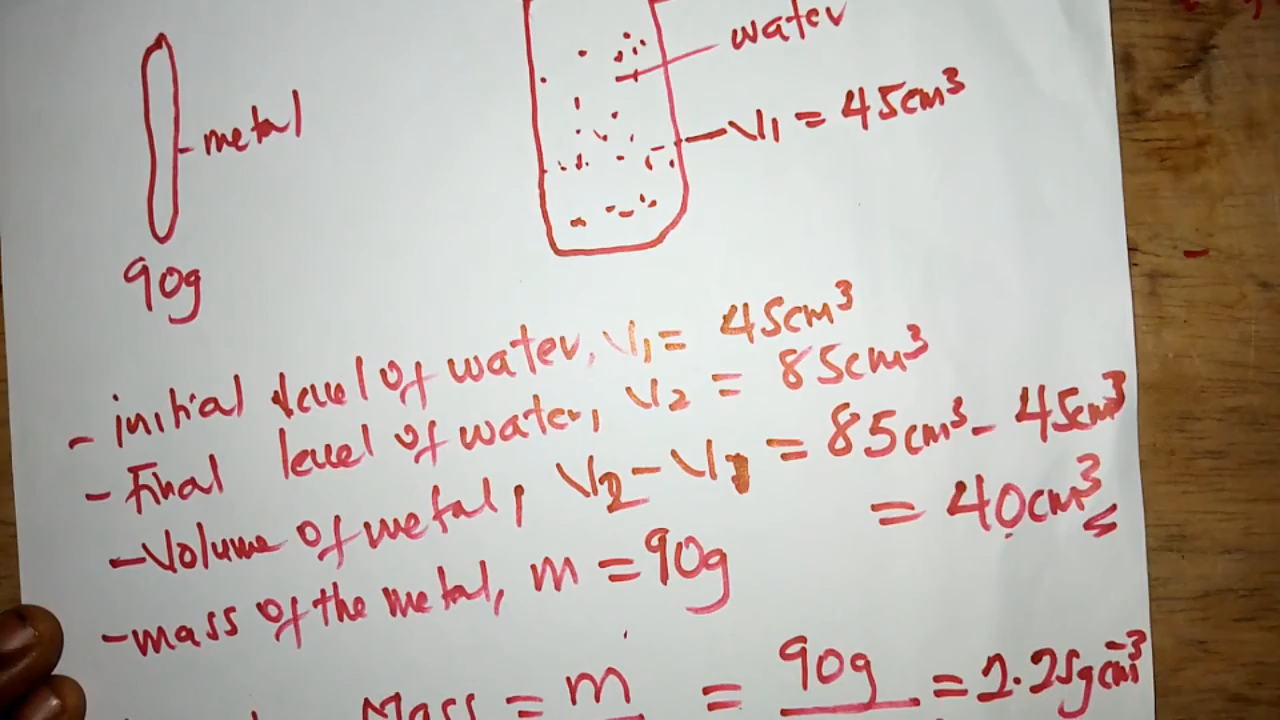 water
metal
V₁ = 45cm³
90g
- initial level of water, V₁ = 45cm³
- Final level of water, V₂ = 85cm³
- Volume of metal, V₂ - V₁ = 85cm³ - 45cm³
= 40cm³
- mass of the metal, m = 90g
Mass = m = 90g = 2.25gcm⁻³